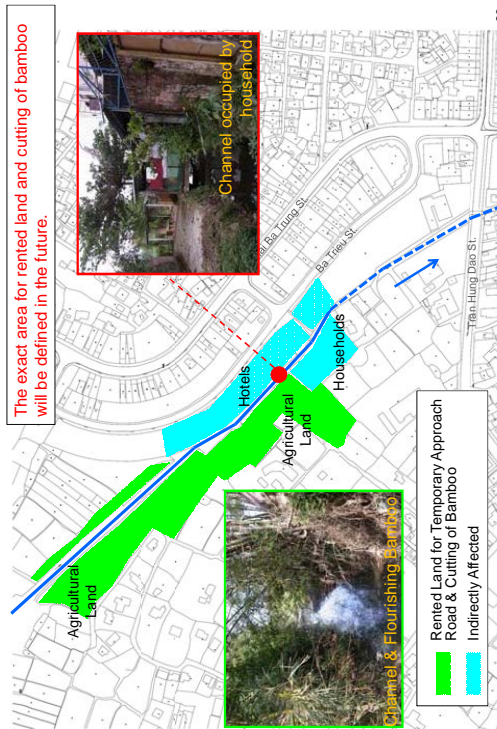 The exact area for rented land and cutting of bamboo
will be defined in the future.
Channel occupied by
household
Ba Trung St.
Ba Trieu St.
Tran Hung Dao St.
Hotels
Households
Agricultural
Land
Agricultural
Land
Channel & Flourishing Bamboo
Rented Land for Temporary Approach
Road & Cutting of Bamboo
Indirectly Affected